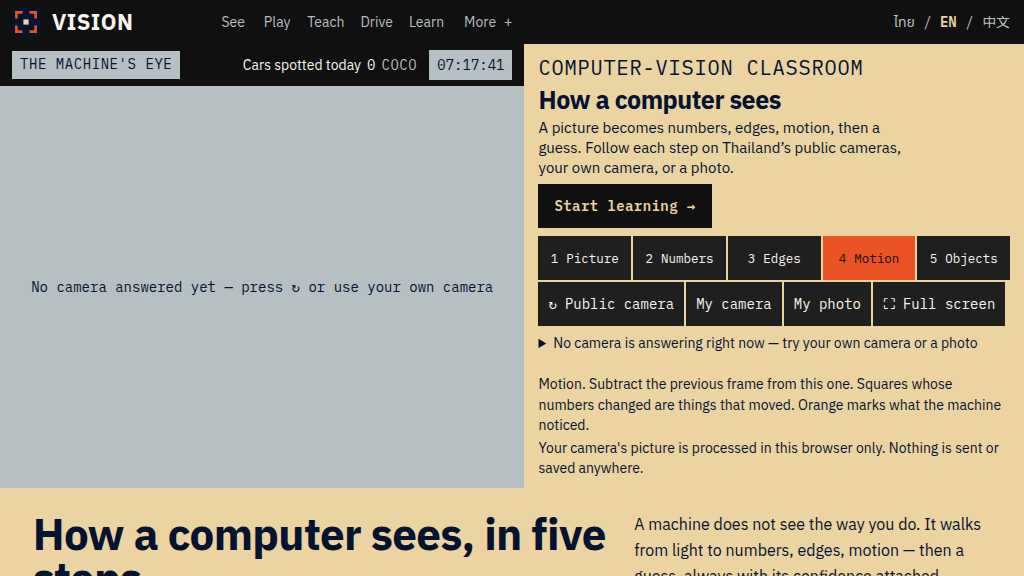 VISION
See Play Teach Drive Learn More +
ไทย / EN / 中文
THE MACHINE'S EYE
Cars spotted today 0 COCO 07:17:41
No camera answered yet — press ↻ or use your own camera
COMPUTER-VISION CLASSROOM
How a computer sees
A picture becomes numbers, edges, motion, then a
guess. Follow each step on Thailand’s public cameras,
your own camera, or a photo.
Start learning →
1 Picture 2 Numbers 3 Edges 4 Motion 5 Objects
↻ Public camera My camera My photo ⛶ Full screen
▶ No camera is answering right now — try your own camera or a photo
Motion. Subtract the previous frame from this one. Squares whose
numbers changed are things that moved. Orange marks what the machine
noticed.
Your camera's picture is processed in this browser only. Nothing is sent or
saved anywhere.
How a computer sees, in five
steps
A machine does not see the way you do. It walks
from light to numbers, edges, motion — then a
guess, always with its confidence attached